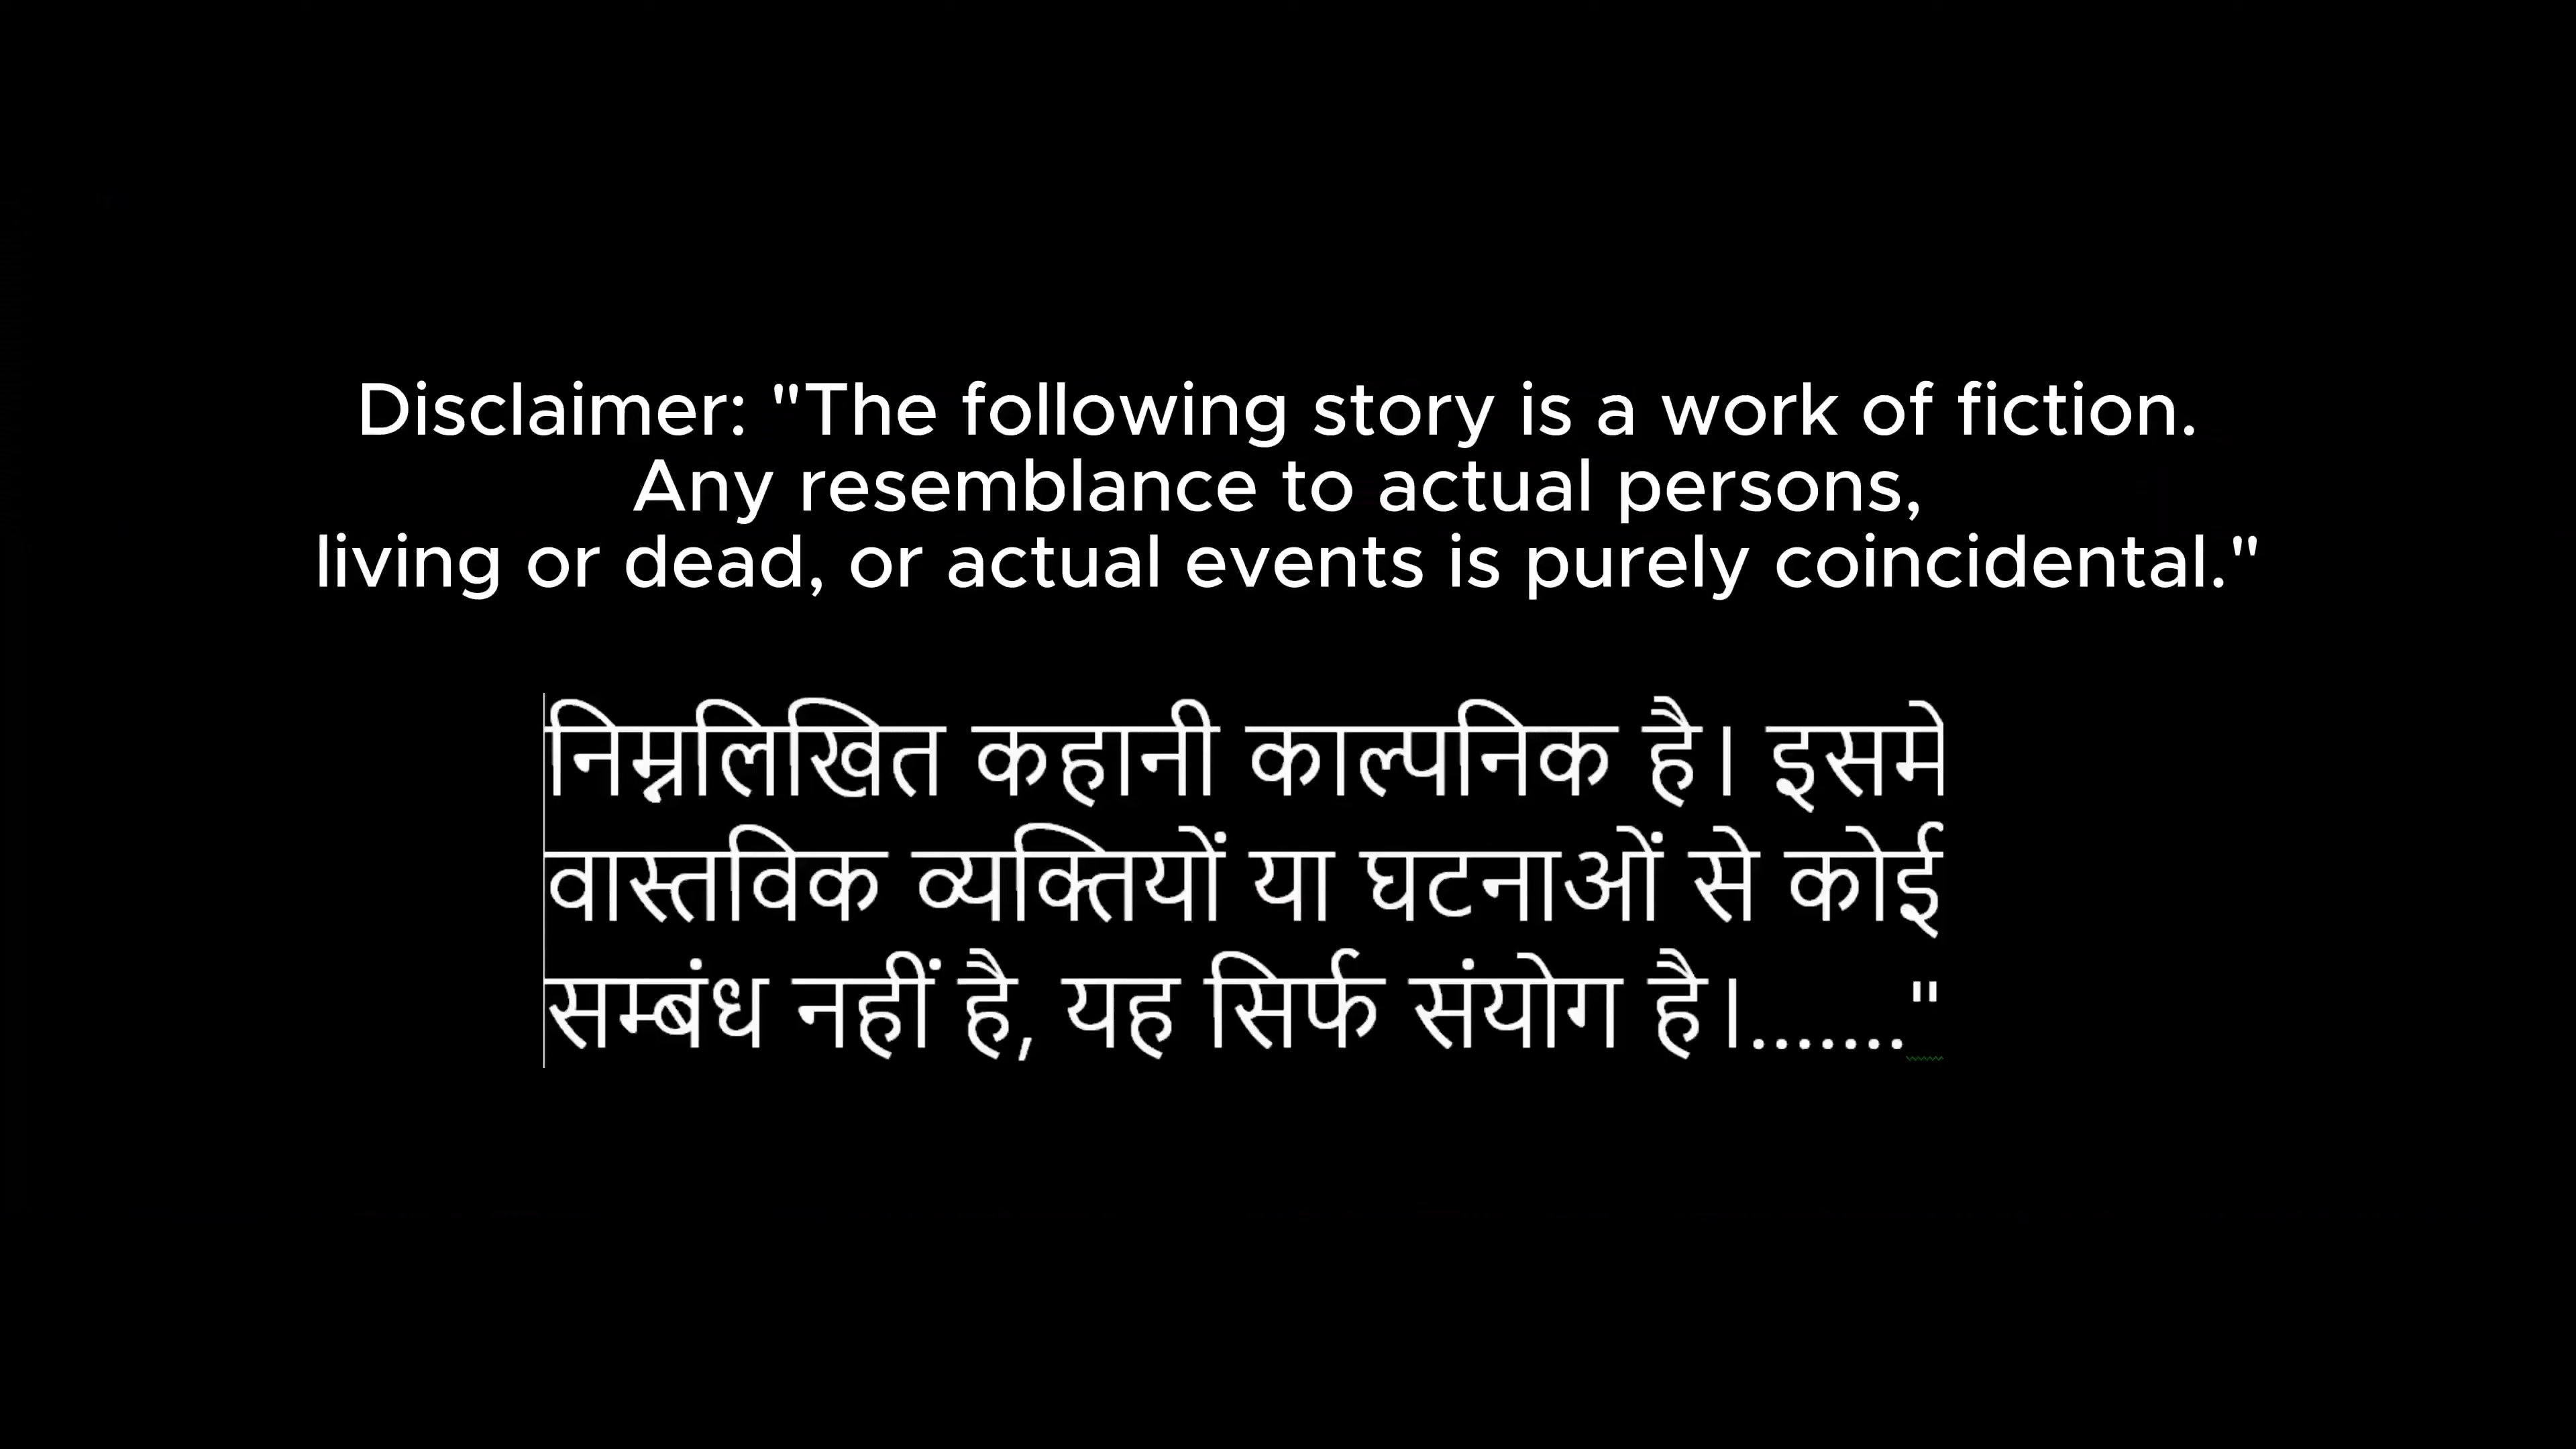 Disclaimer: "The following story is a work of fiction.
Any resemblance to actual persons,
living or dead, or actual events is purely coincidental."
निम्नलिखित कहानी काल्पनिक है। इसमे
वास्तविक व्यक्तियों या घटनाओं से कोई
सम्बंध नहीं है, यह सिर्फ संयोग है।......."